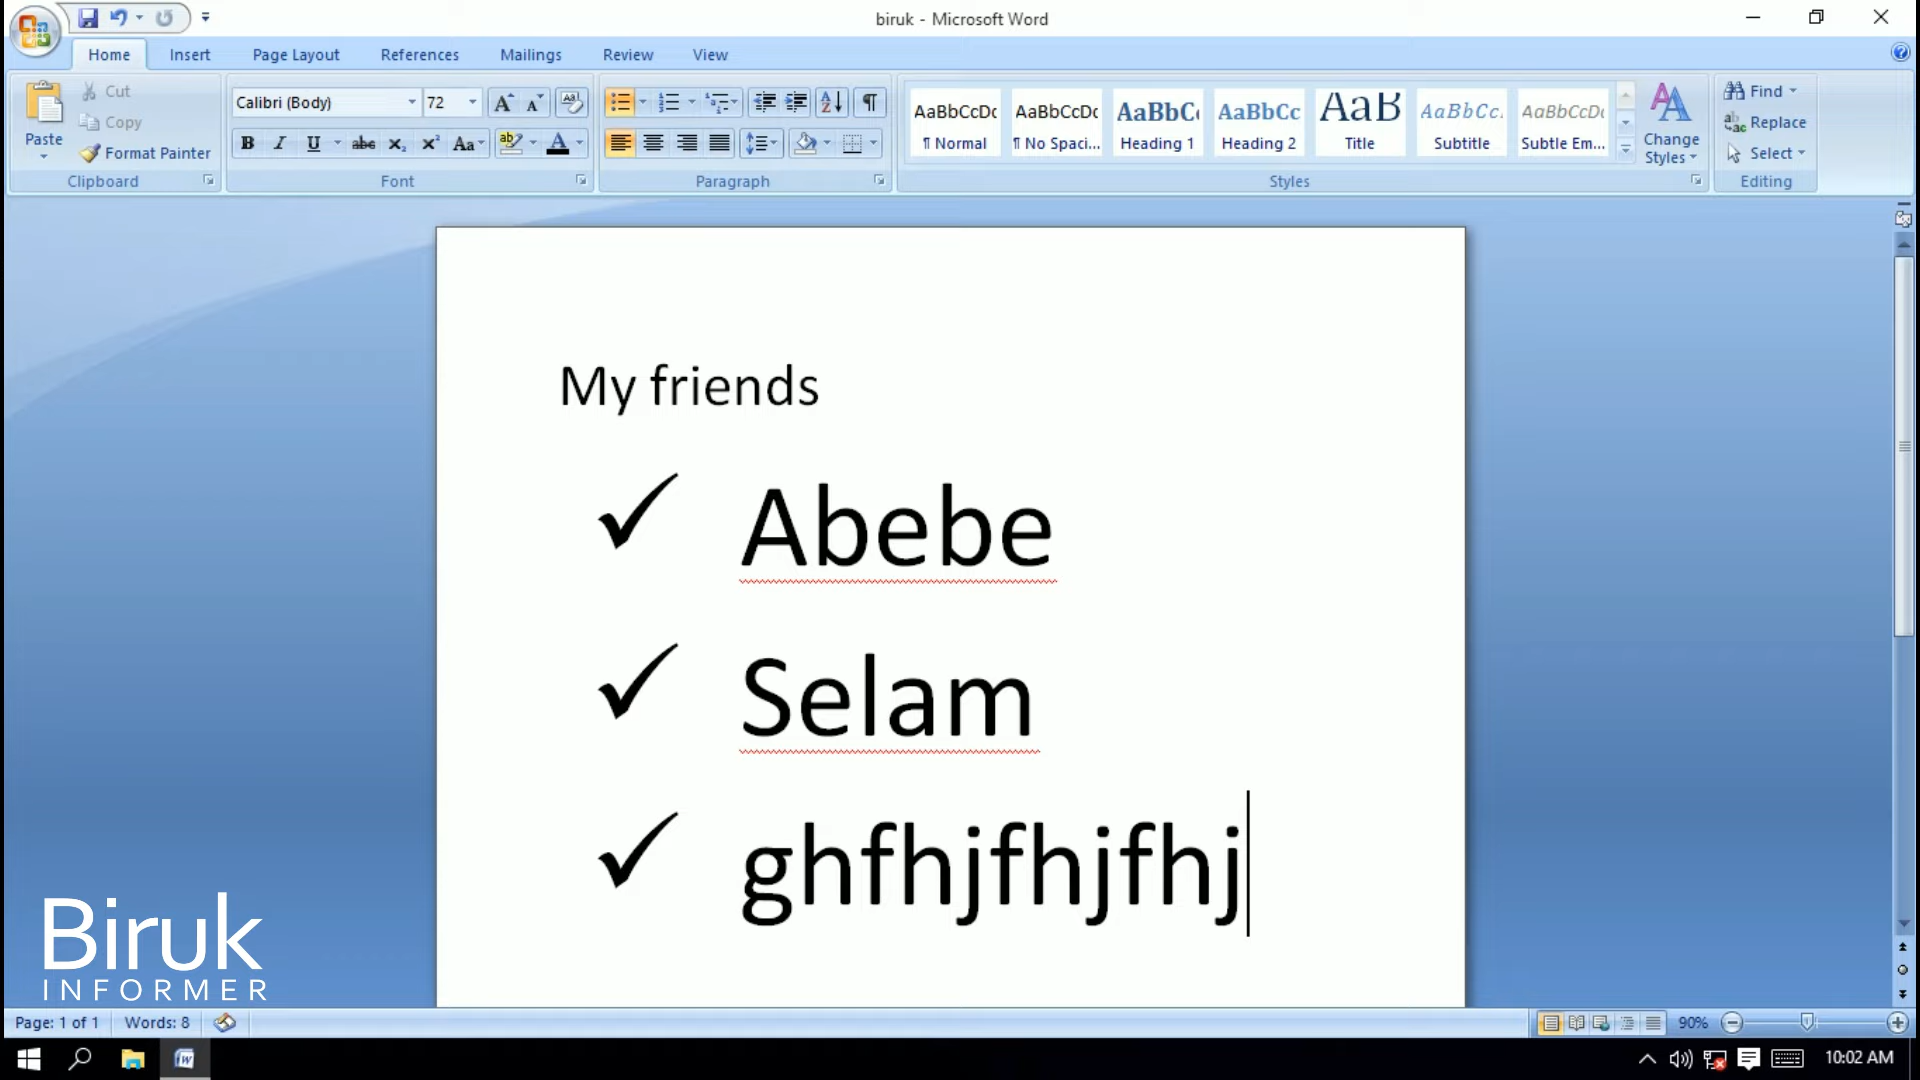 biruk - Microsoft Word
Home Insert Page Layout References Mailings Review View
Paste
Cut
Copy
Format Painter
Clipboard
Calibri (Body) 72
Font
Paragraph
AaBbCcDc AaBbCcDc AaBbC AaBbCc AaB AaBbCc. AaBbCcDc
¶ Normal ¶ No Spaci... Heading 1 Heading 2 Title Subtitle Subtle Em...
Change
Styles
Styles
Find
Replace
Select
Editing
My friends
✓ Abebe
✓ Selam
✓ ghfhjfhjfhj
Biruk
INFORMER
Page: 1 of 1 Words: 8 90%
10:02 AM